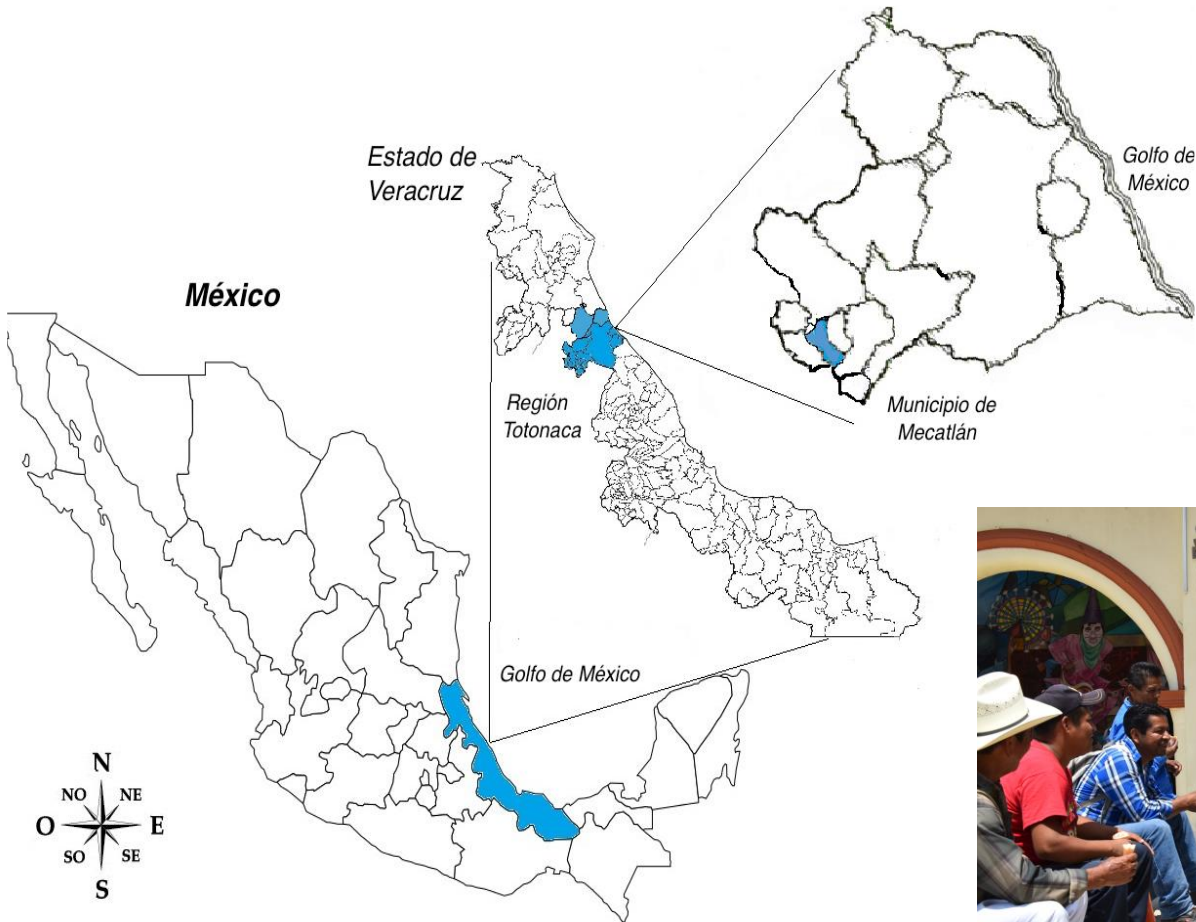 Estado de
Veracruz
Golfo de
México
México
Región
Totonaca
Municipio de
Mecatlán
Golfo de México
N
NO
NE
O
E
SO
SE
S